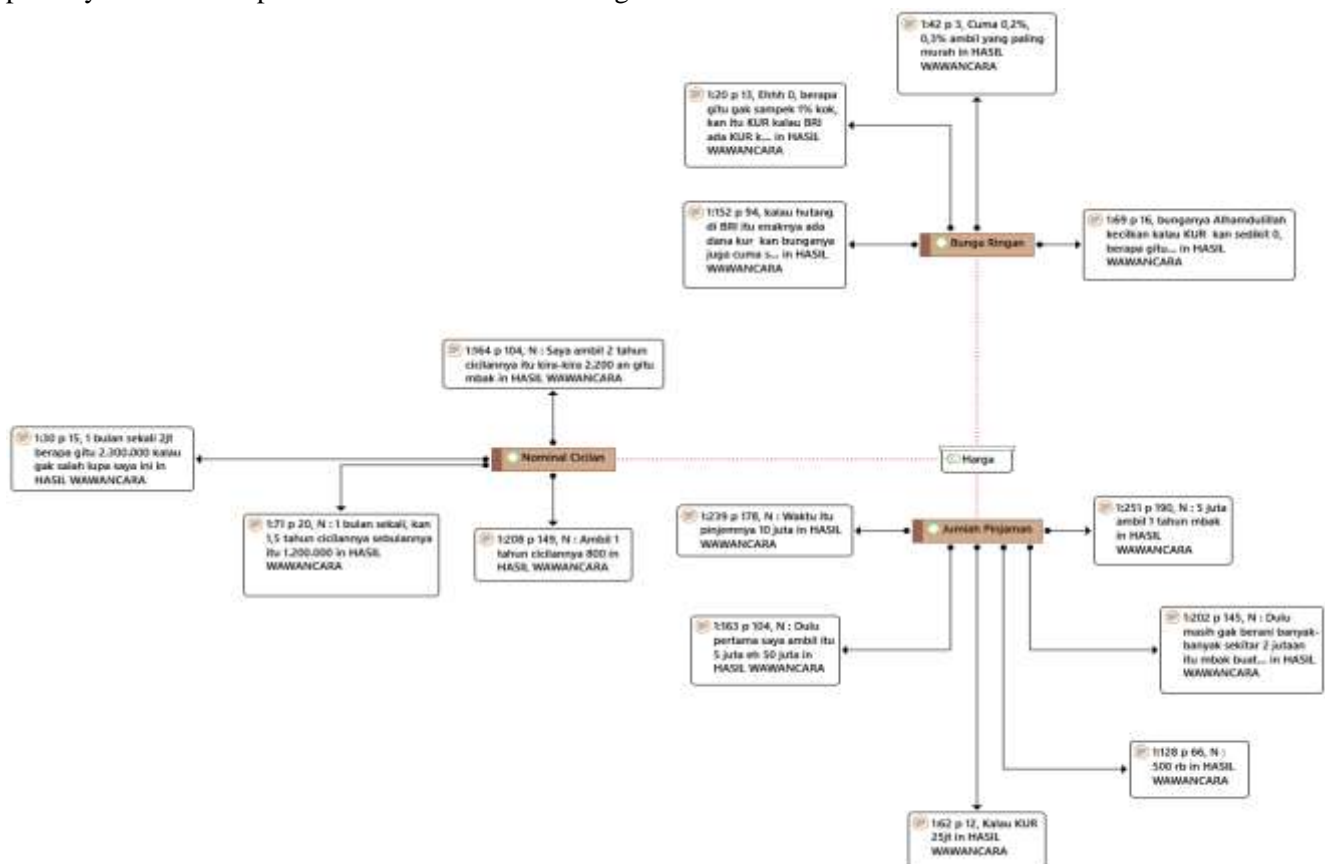 1:42 p 3, Cuma 0,2%,
0,3% ambil yang paling
murah in HASIL
WAWANCARA
1:20 p 13, Ehhh 0, berapa
gitu gak sampek 1% kok,
kan itu KUR kalau BRI
ada KUR k... in HASIL
WAWANCARA
1:152 p 94, kalau hutang
di BRI itu enaknya ada
dana kur kan bunganya
juga cuma s... in HASIL
WAWANCARA
Bunga Ringan
1:69 p 16, bunganya Alhamdulillah
kecilkan kalau KUR kan sedikit 0,
berapa gitu... in HASIL
WAWANCARA
1:164 p 104, N : Saya ambil 2 tahun
cicilannya itu kira-kira 2.200 an gitu
mbak in HASIL WAWANCARA
1:30 p 15, 1 bulan sekali 2jt
berapa gitu 2.300.000 kalau
gak salah lupa saya ini in
HASIL WAWANCARA
Nominal Cicilan
Harga
1:71 p 20, N : 1 bulan sekali, kan
1,5 tahun cicilannya sebulannya
itu 1.200.000 in HASIL
WAWANCARA
1:208 p 149, N : Ambil 1
tahun cicilannya 800 in
HASIL WAWANCARA
1:239 p 178, N : Waktu itu
pinjemnya 10 juta in HASIL
WAWANCARA
Jumlah Pinjaman
1:251 p 190, N : 5 juta
ambil 1 tahun mbak
in HASIL
WAWANCARA
1:163 p 104, N : Dulu
pertama saya ambil itu
5 juta eh 50 juta in
HASIL WAWANCARA
1:202 p 145, N : Dulu
masih gak berani banyak-
banyak sekitar 2 jutaan
itu mbak buat... in HASIL
WAWANCARA
1:128 p 66, N :
500 rb in HASIL
WAWANCARA
1:62 p 12, Kalau KUR
25jt in HASIL
WAWANCARA